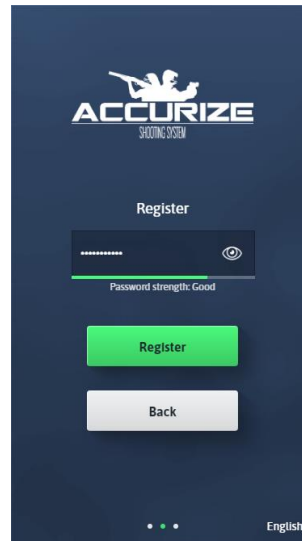 ACCURIZE
SHOOTING SYSTEM
Register
Password strength: Good
Register
Back
English